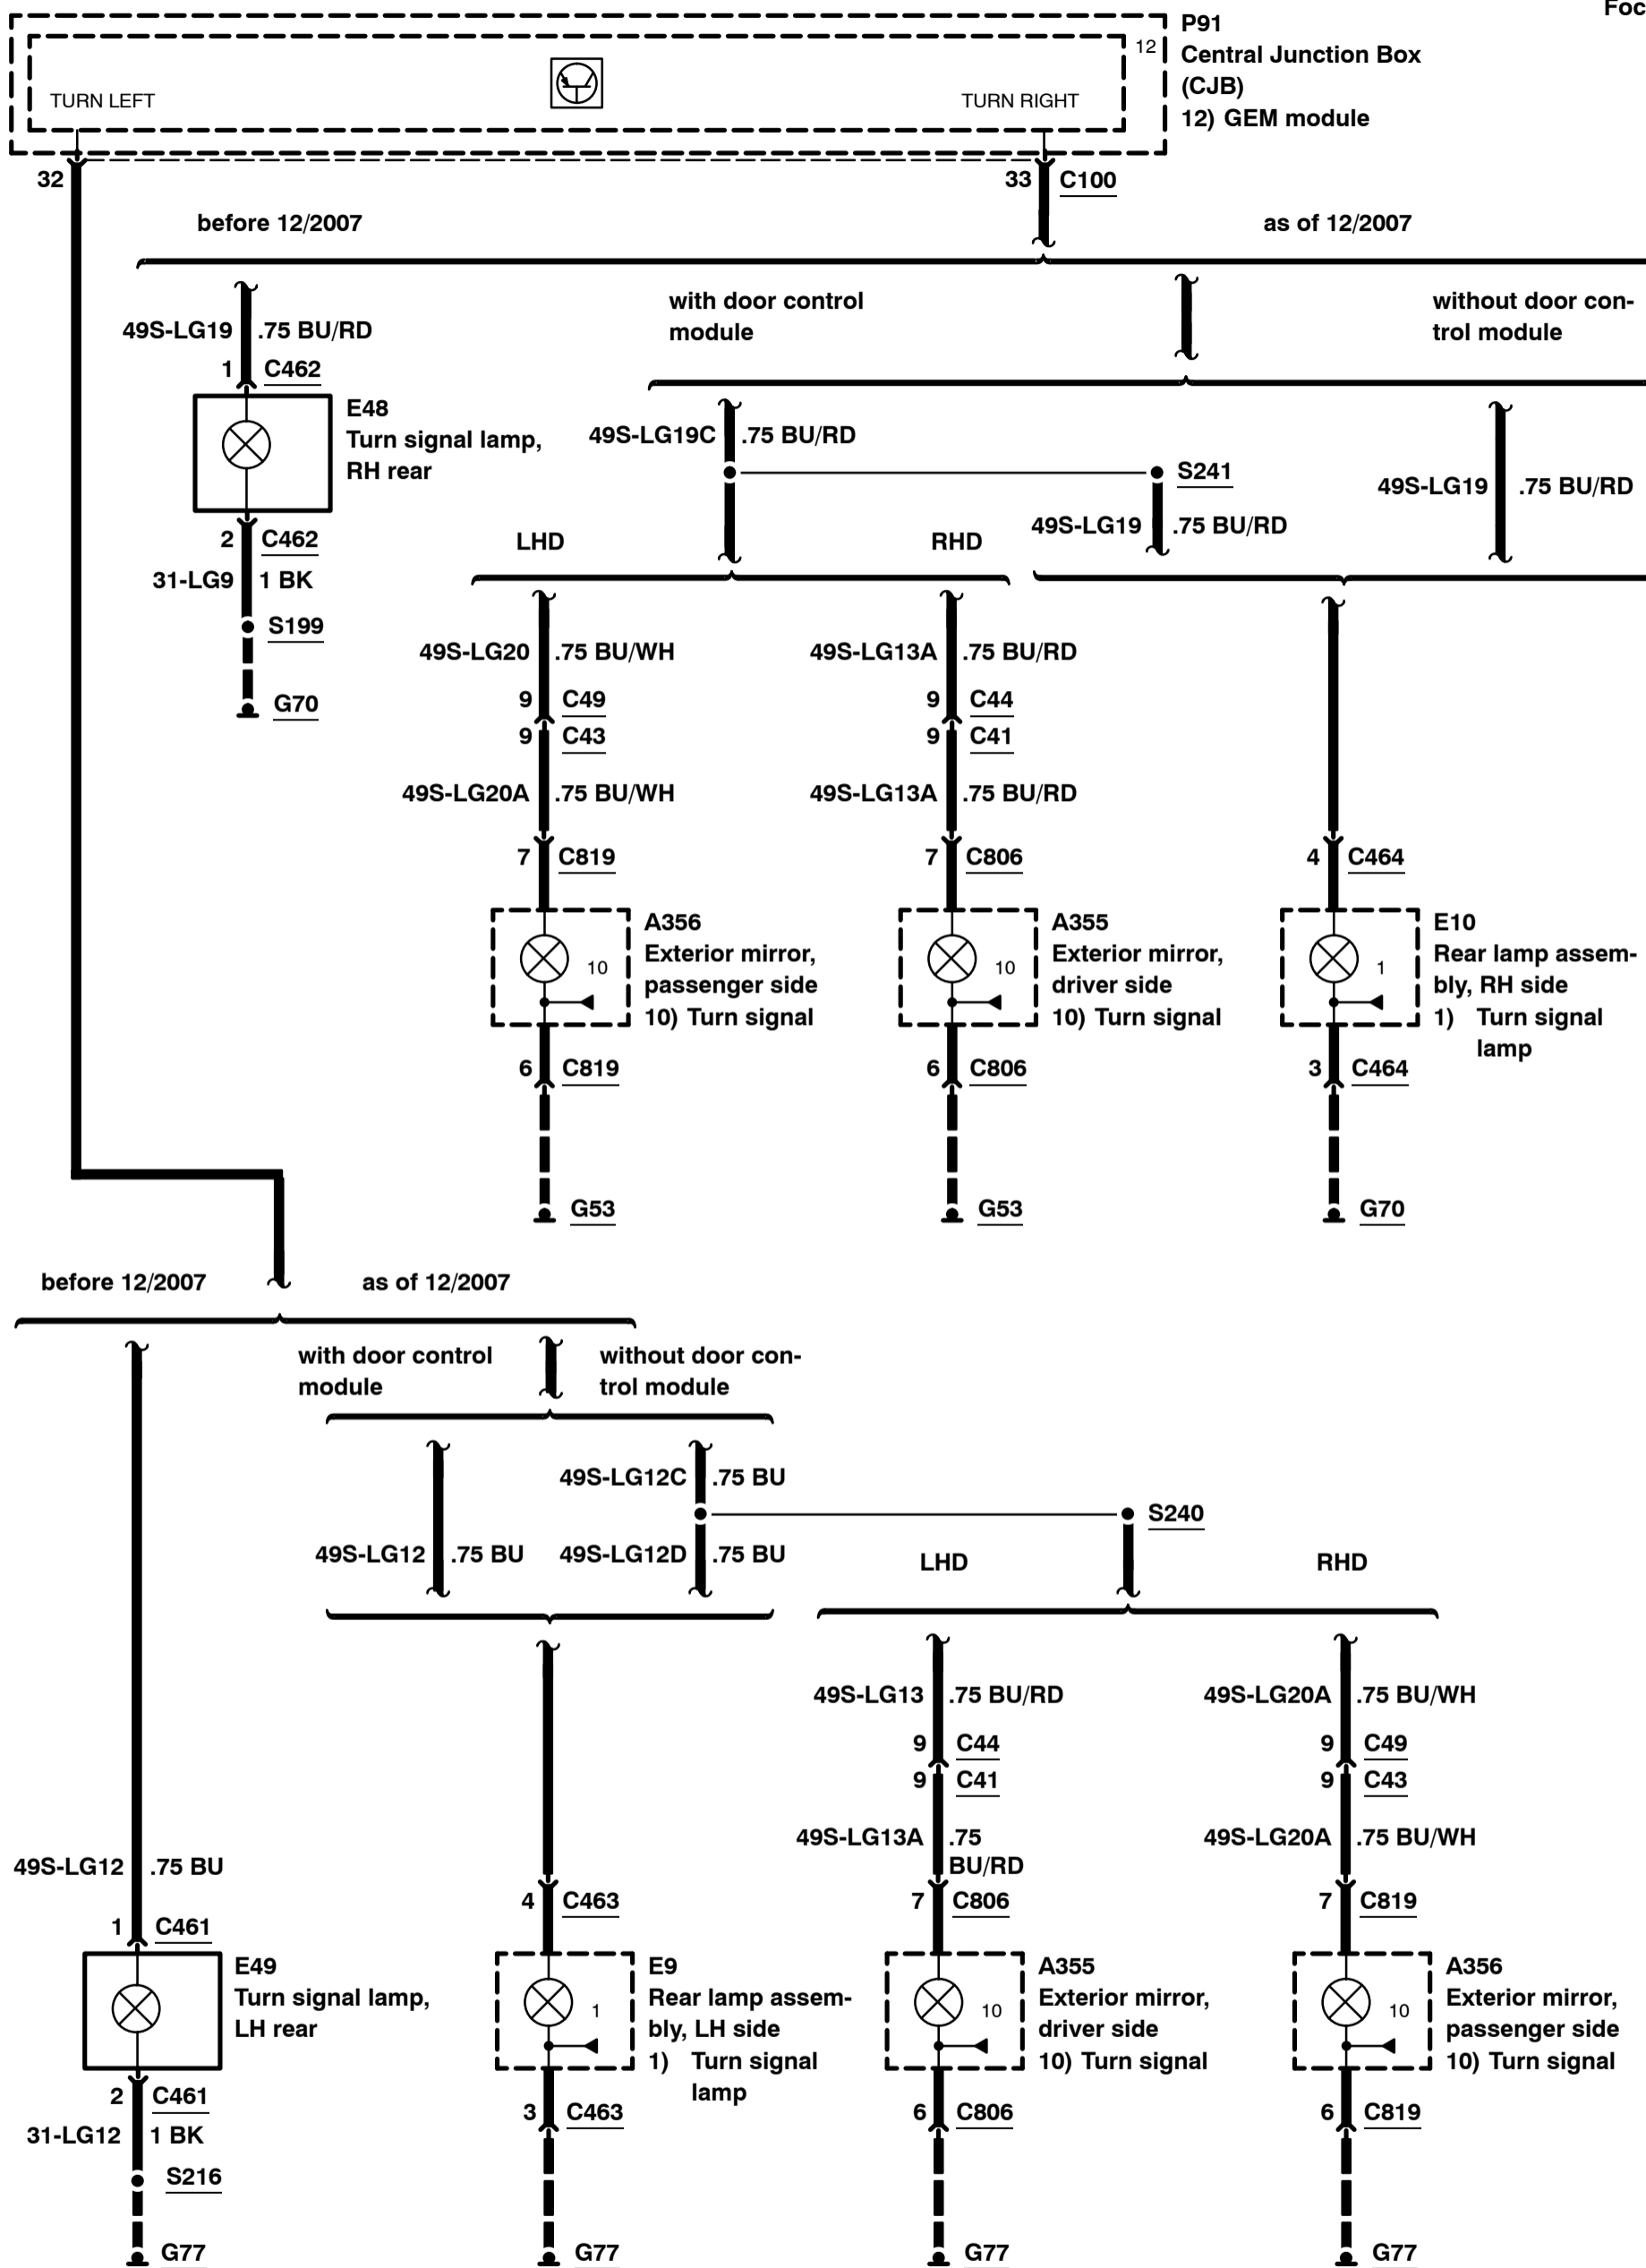 Foc
P91
12
Central Junction Box
(CJB)
TURN LEFT
TURN RIGHT
12) GEM module
32
33 C100
before 12/2007
as of 12/2007
with door control
module
without door con-
trol module
49S-LG19 .75 BU/RD
1 C462
E48
Turn signal lamp,
RH rear
49S-LG19C .75 BU/RD
S241
49S-LG19 .75 BU/RD
49S-LG19 .75 BU/RD
2 C462
LHD
RHD
31-LG9 1 BK
S199
G70
49S-LG20 .75 BU/WH
49S-LG13A .75 BU/RD
9 C49
9 C44
9 C43
9 C41
49S-LG20A .75 BU/WH
49S-LG13A .75 BU/RD
7 C819
7 C806
4 C464
A356
Exterior mirror,
passenger side
10) Turn signal
10
A355
Exterior mirror,
driver side
10) Turn signal
10
E10
Rear lamp assem-
bly, RH side
1) Turn signal
lamp
1
6 C819
6 C806
3 C464
G53
G53
G70
before 12/2007
as of 12/2007
with door control
module
without door con-
trol module
49S-LG12C .75 BU
S240
49S-LG12 .75 BU
49S-LG12D .75 BU
LHD
RHD
49S-LG13 .75 BU/RD
49S-LG20A .75 BU/WH
9 C44
9 C49
9 C41
9 C43
49S-LG13A .75
BU/RD
49S-LG20A .75 BU/WH
49S-LG12 .75 BU
1 C461
4 C463
7 C806
7 C819
E49
Turn signal lamp,
LH rear
E9
Rear lamp assem-
bly, LH side
1) Turn signal
lamp
1
A355
Exterior mirror,
driver side
10) Turn signal
10
A356
Exterior mirror,
passenger side
10) Turn signal
10
2 C461
3 C463
6 C806
6 C819
31-LG12 1 BK
S216
G77
G77
G77
G77